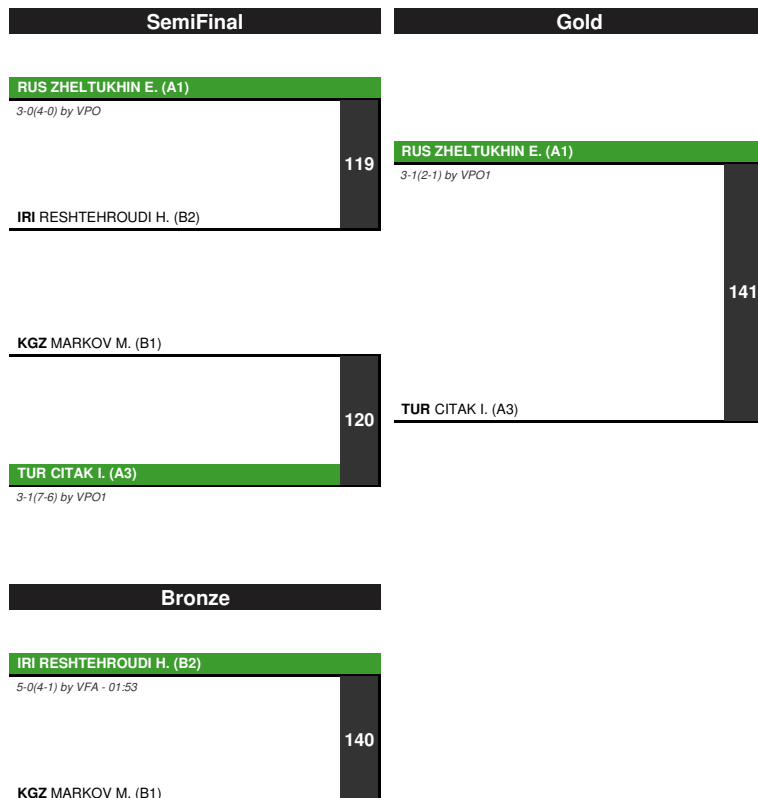 SemiFinal
RUS ZHELTUKHIN E. (A1)
3-0(4-0) by VPO
119
IRI RESHTEHROUDI H. (B2)
KGZ MARKOV M. (B1)
120
TUR CITAK I. (A3)
3-1(7-6) by VPO1
Gold
RUS ZHELTUKHIN E. (A1)
3-1(2-1) by VPO1
141
TUR CITAK I. (A3)
Bronze
IRI RESHTEHROUDI H. (B2)
5-0(4-1) by VFA - 01:53
140
KGZ MARKOV M. (B1)